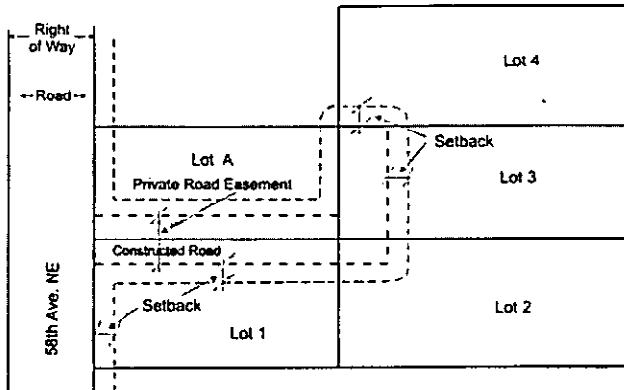 Right
of Way
Road
Lot 4
Setback
Lot A
Private Road Easement
Lot 3
Constructed Road
58th Ave. NE
Setback
Lot 1
Lot 2